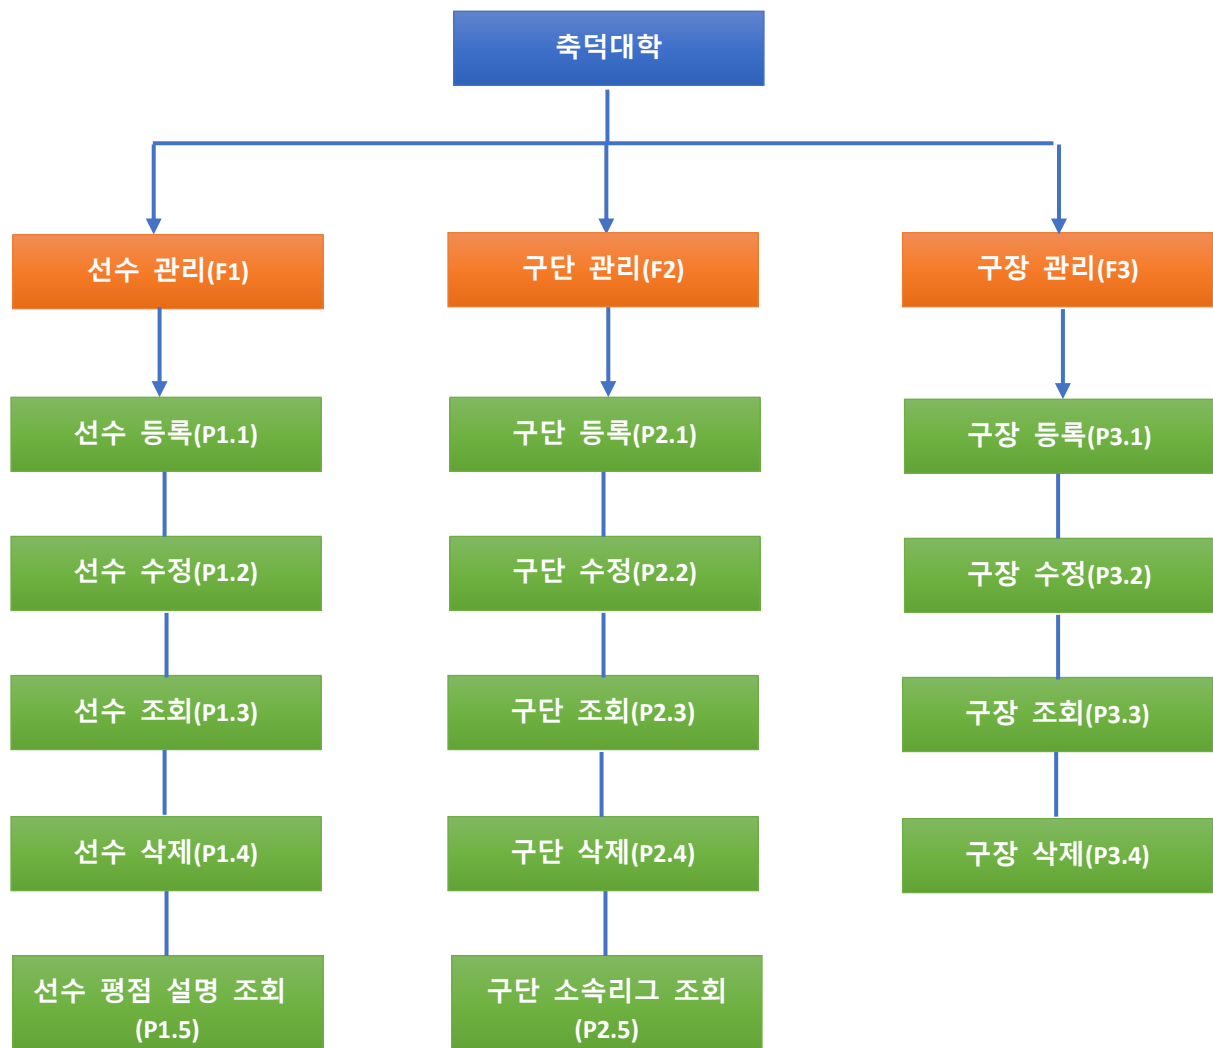 축덕대학
선수 관리(F1)
구단 관리(F2)
구장 관리(F3)
선수 등록(P1.1)
구단 등록(P2.1)
구장 등록(P3.1)
선수 수정(P1.2)
구단 수정(P2.2)
구장 수정(P3.2)
선수 조회(P1.3)
구단 조회(P2.3)
구장 조회(P3.3)
선수 삭제(P1.4)
구단 삭제(P2.4)
구장 삭제(P3.4)
선수 평점 설명 조회
(P1.5)
구단 소속리그 조회
(P2.5)